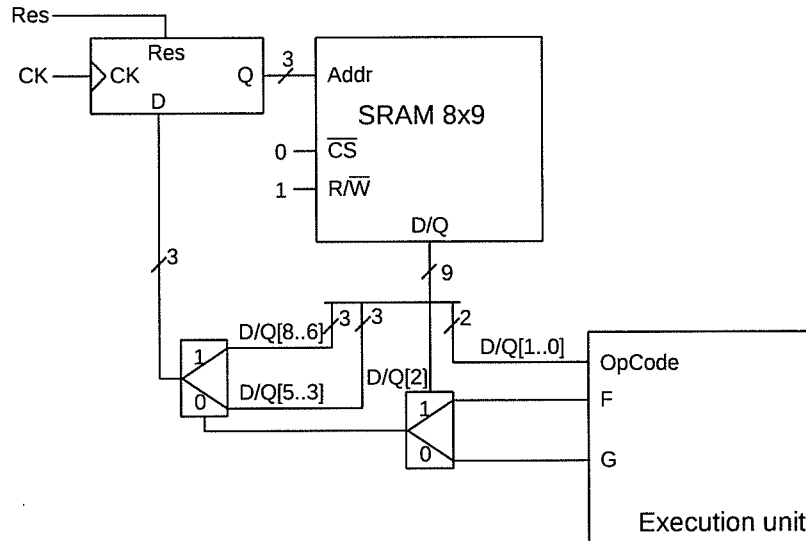 Res
Res
CK
CK
Q
D
3
Addr
SRAM 8x9
0
C̅S̅
1
R/W̅
D/Q
3
9
3
3
2
D/Q[8..6]
D/Q[1..0]
1
0
D/Q[5..3]
D/Q[2]
1
0
OpCode
F
G
Execution unit